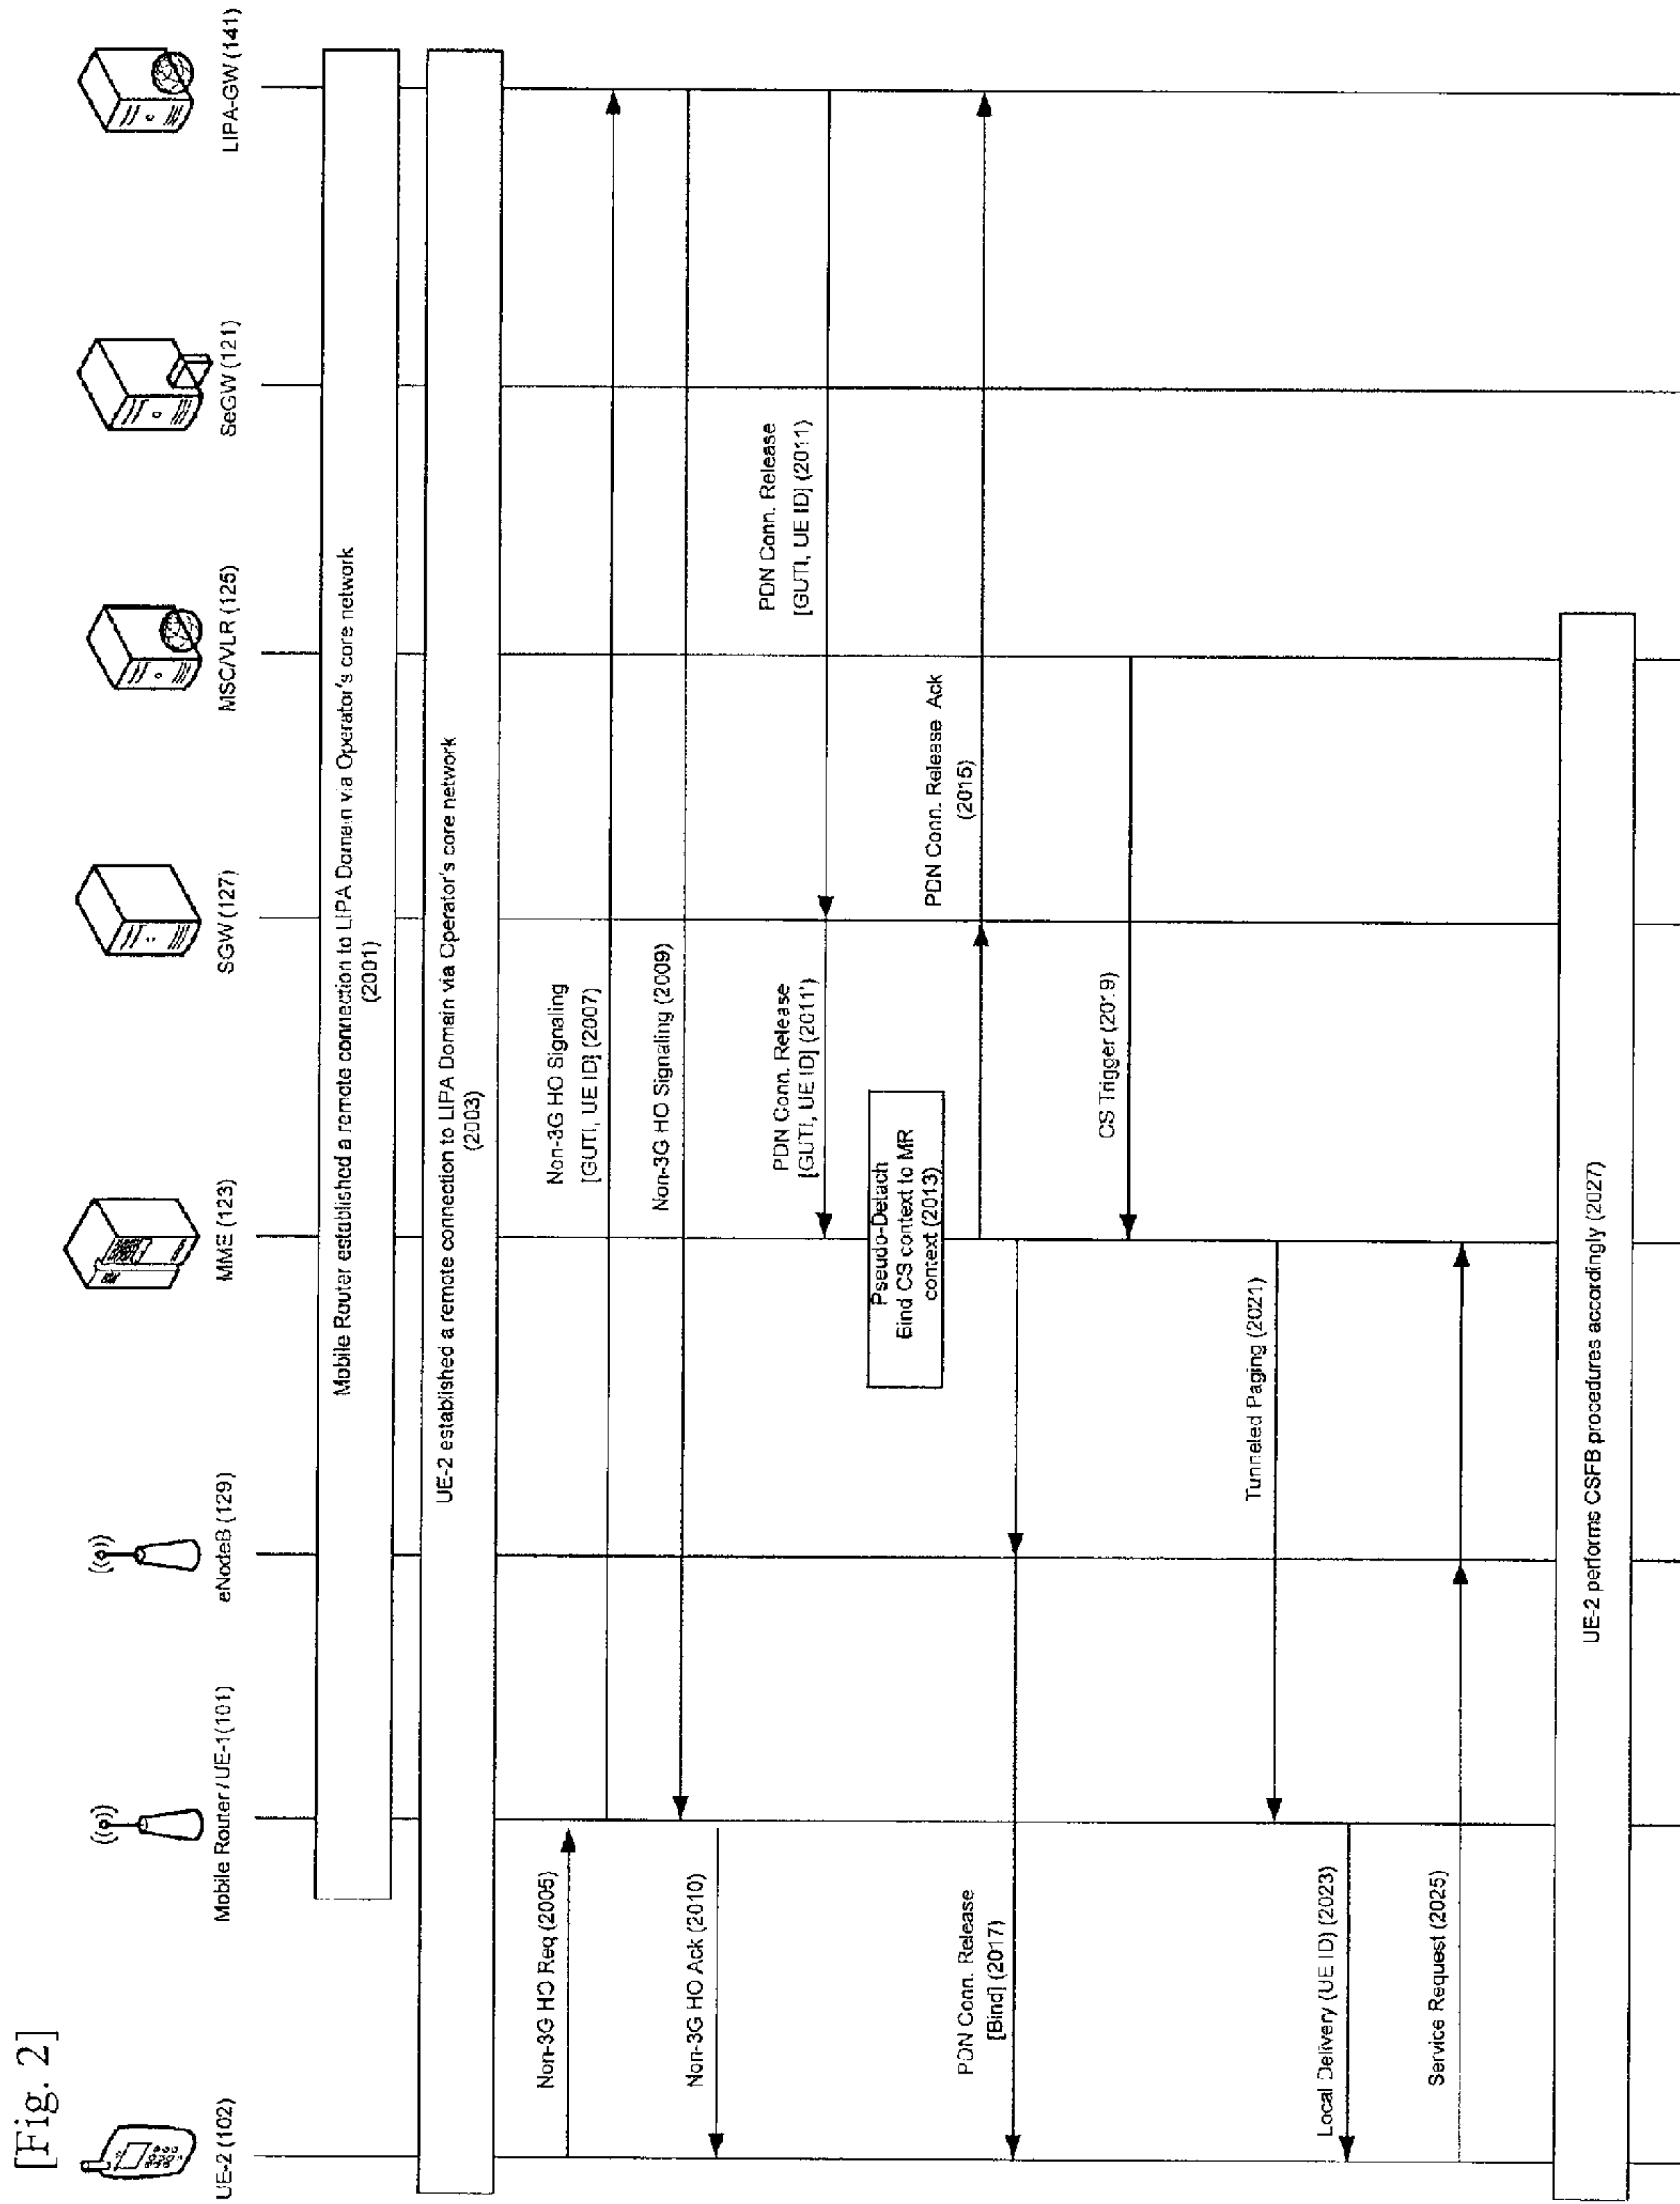 [Fig. 2]
UE-2 (102)
Mobile Router / UE-1(101)
eNodeB (129)
MME (123)
SGW (127)
MSC/VLR (125)
SeGW (121)
LIPA-GW (141)
Mobile Router established a remote connection to LIPA Domain via Operator's core network
(2001)
UE-2 established a remote connection to LIPA Domain via Operator's core network
(2003)
Non-3G HO Req (2005)
Non-3G HO Signaling
[GUTI, UE ID] (2007)
Non-3G HO Signaling (2009)
Non-3G HO Ack (2010)
PDN Conn. Release
[GUTI, UE ID] (2011)
PDN Conn. Release
[GUTI, UE ID] (2011')
Pseudo-Detach
Bind CS context to MR
context (2013)
PDN Conn. Release Ack
(2015)
PDN Conn. Release
[Bind] (2017)
CS Trigger (2019)
Tunneled Paging (2021)
Local Delivery (UE ID) (2023)
Service Request (2025)
UE-2 performs CSFB procedures accordingly (2027)